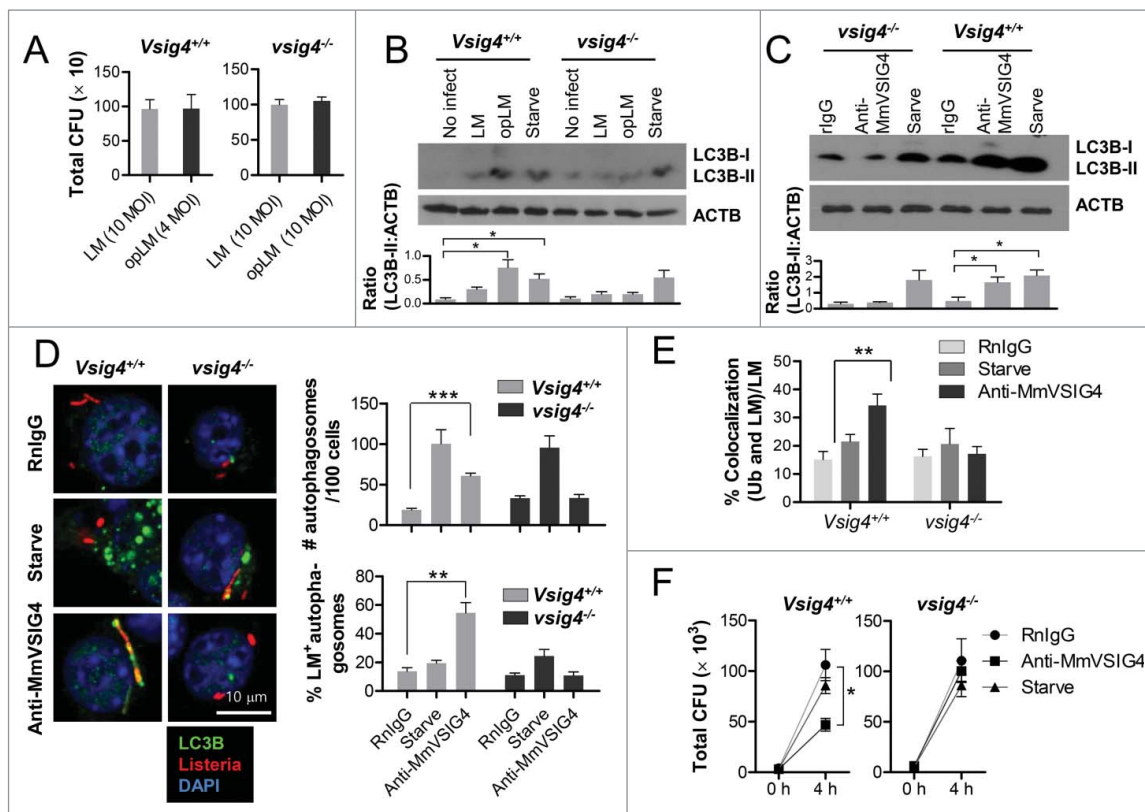 A
Vsig4+/+
vsig4-/-
Total CFU (× 10)
150
100
50
0
150
100
50
0
LM (10 MOI)
opLM (4 MOI)
LM (10 MOI)
opLM (10 MOI)
B
Vsig4+/+
vsig4-/-
No infect
LM
opLM
Starve
No infect
LM
opLM
Starve
LC3B-I
LC3B-II
ACTB
Ratio
(LC3B-II:ACTB)
1.0
0.5
0.0
*
*
C
vsig4-/-
Vsig4+/+
rIgG
Anti-
MmVSIG4
Sarve
rIgG
Anti-
MmVSIG4
Sarve
LC3B-I
LC3B-II
ACTB
Ratio
(LC3B-II:ACTB)
3
2
1
0
*
*
D
Vsig4+/+
vsig4-/-
RnIgG
Starve
Anti-MmVSIG4
10 µm
LC3B
Listeria
DAPI
# autophagosomes
/100 cells
150
100
50
0
***
Vsig4+/+
vsig4-/-
% LM+ autopha-
gosomes
80
60
40
20
0
**
Vsig4+/+
vsig4-/-
RnIgG
Starve
Anti-MmVSIG4
RnIgG
Starve
Anti-MmVSIG4
E
% Colocalization
(Ub and LM)/LM
50
40
30
20
10
0
**
RnIgG
Starve
Anti-MmVSIG4
Vsig4+/+
vsig4-/-
F
Vsig4+/+
vsig4-/-
Total CFU (× 10³)
150
100
50
0
*
0 h
4 h
0 h
4 h
RnIgG
Anti-MmVSIG4
Starve